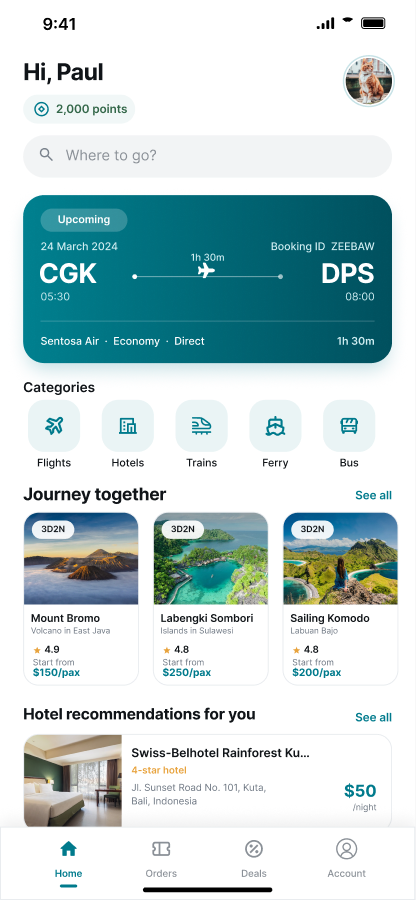 9:41
Hi, Paul
2,000 points
Where to go?
Upcoming
24 March 2024
Booking ID ZEEBAW
1h 30m
CGK
DPS
05:30
08:00
Sentosa Air · Economy · Direct
1h 30m
Categories
Flights
Hotels
Trains
Ferry
Bus
Journey together
See all
3D2N
Mount Bromo
Volcano in East Java
4.9
Start from
$150/pax
3D2N
Labengki Sombori
Islands in Sulawesi
4.8
Start from
$250/pax
3D2N
Sailing Komodo
Labuan Bajo
4.8
Start from
$200/pax
Hotel recommendations for you
See all
Swiss-Belhotel Rainforest Ku...
4-star hotel
Jl. Sunset Road No. 101, Kuta,
Bali, Indonesia
$50
/night
Home
Orders
Deals
Account